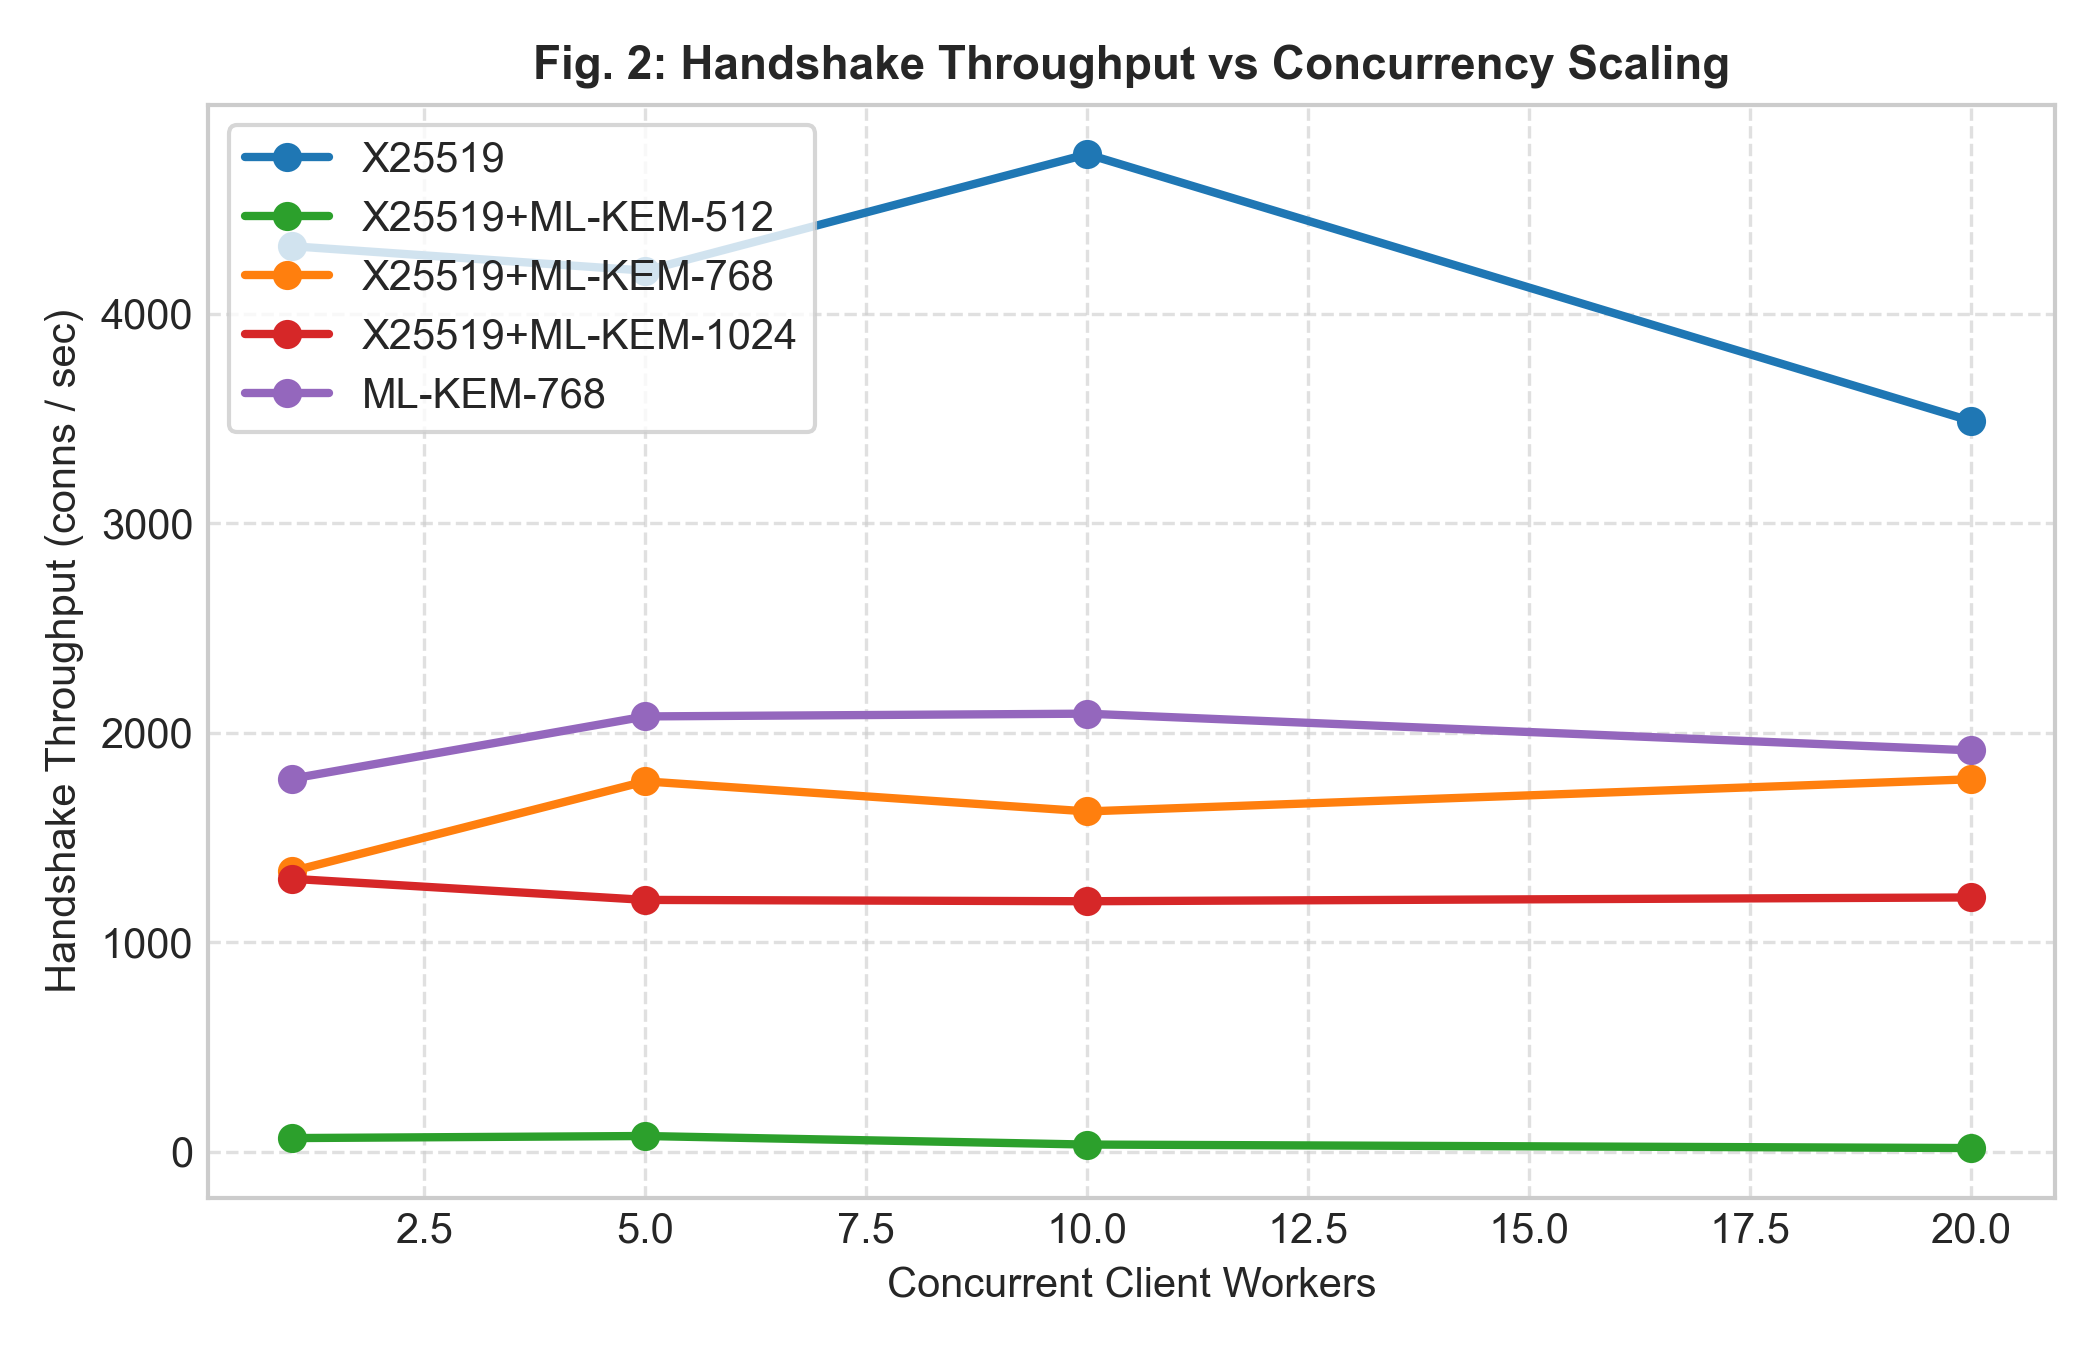 Fig. 2: Handshake Throughput vs Concurrency Scaling
X25519
X25519+ML-KEM-512
X25519+ML-KEM-768
X25519+ML-KEM-1024
ML-KEM-768
Handshake Throughput (conns / sec)
4000
3000
2000
1000
0
2.5 5.0 7.5 10.0 12.5 15.0 17.5 20.0
Concurrent Client Workers